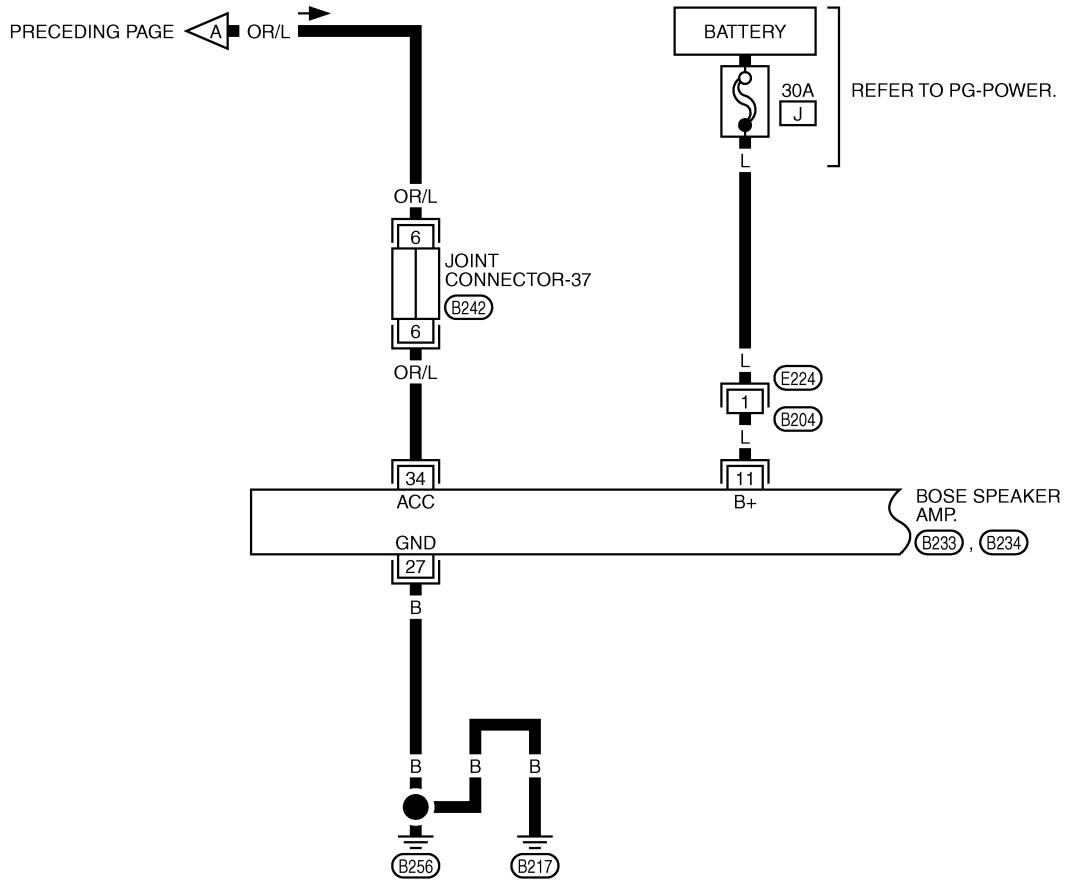 PRECEDING PAGE
A
OR/L
BATTERY
30A
J
REFER TO PG-POWER.
L
OR/L
6
JOINT
CONNECTOR-37
B242
6
OR/L
L
E224
1
B204
L
34
11
ACC
B+
BOSE SPEAKER
AMP.
B233 , B234
GND
27
B
B
B
B
B256
B217